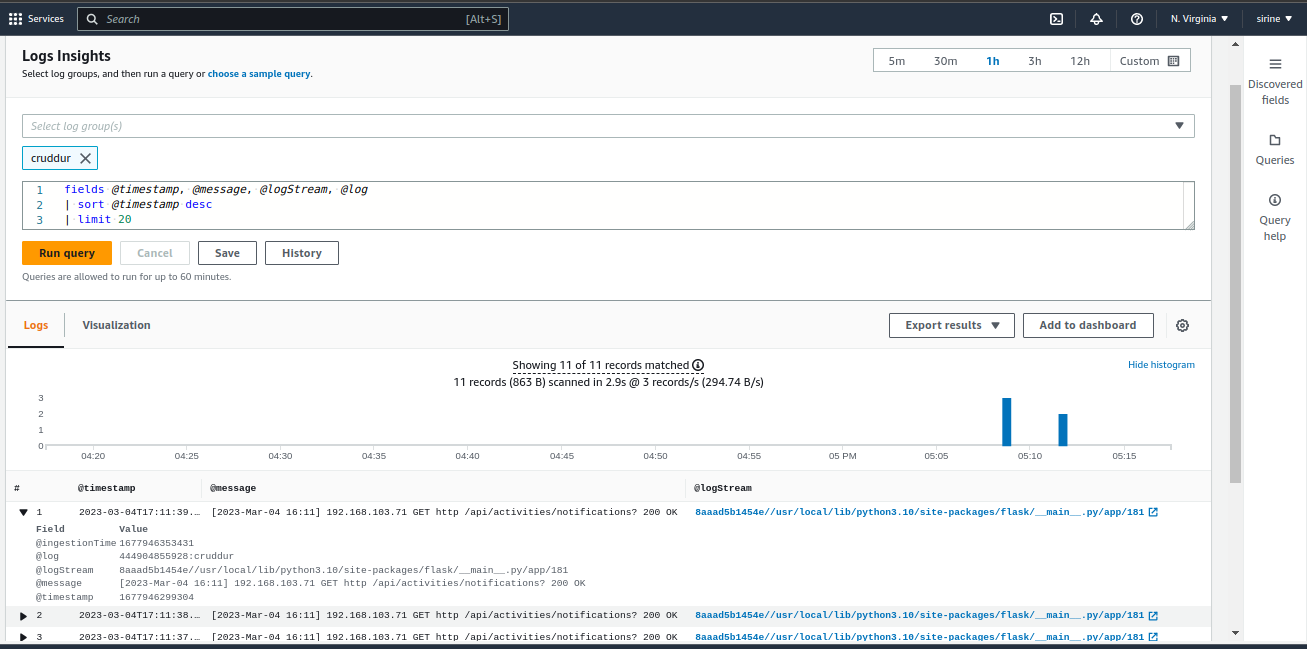 Services Search [Alt+S] N. Virginia ▼ sirine ▼
Logs Insights
Select log groups, and then run a query or choose a sample query.
5m 30m 1h 3h 12h Custom
Discovered fields
Queries
Query help
Select log group(s)
cruddur
1 fields @timestamp, @message, @logStream, @log
2 | sort @timestamp desc
3 | limit 20
Run query Cancel Save History
Queries are allowed to run for up to 60 minutes.
Logs Visualization Export results ▼ Add to dashboard
Showing 11 of 11 records matched
Hide histogram
11 records (863 B) scanned in 2.9s @ 3 records/s (294.74 B/s)
3
2
1
0
04:20 04:25 04:30 04:35 04:40 04:45 04:50 04:55 05 PM 05:05 05:10 05:15
# @timestamp @message @logStream
1 2023-03-04T17:11:39... [2023-Mar-04 16:11] 192.168.103.71 GET http /api/activities/notifications? 200 OK 8aaad5b1454e//usr/local/lib/python3.10/site-packages/flask/__main__.py/app/181
Field Value
@ingestionTime 1677946353431
@log 444904855928:cruddur
@logStream 8aaad5b1454e//usr/local/lib/python3.10/site-packages/flask/__main__.py/app/181
@message [2023-Mar-04 16:11] 192.168.103.71 GET http /api/activities/notifications? 200 OK
@timestamp 1677946299304
2 2023-03-04T17:11:38... [2023-Mar-04 16:11] 192.168.103.71 GET http /api/activities/notifications? 200 OK 8aaad5b1454e//usr/local/lib/python3.10/site-packages/flask/__main__.py/app/181
3 2023-03-04T17:11:37... [2023-Mar-04 16:11] 192.168.103.71 GET http /api/activities/notifications? 200 OK 8aaad5b1454e//usr/local/lib/python3.10/site-packages/flask/__main__.py/app/181